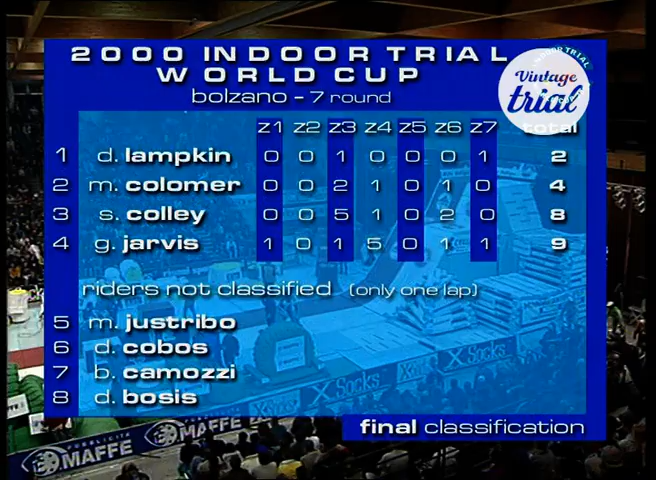 2000 INDOOR TRIAL
WORLD CUP
bolzano - 7 round
Vintage
trial
z1 z2 z3 z4 z5 z6 z7 total
1 d. lampkin 0 0 1 0 0 0 1 2
2 m. colomer 0 0 2 1 0 1 0 4
3 s. colley 0 0 5 1 0 2 0 8
4 g. jarvis 1 0 1 5 0 1 1 9
riders not classified (only one lap)
5 m. justribo
6 d. cobos
7 b. camozzi
8 d. bosis
X Socks
X Socks
final classification
PUBBLICITÀ
MAFFE
MAFFE